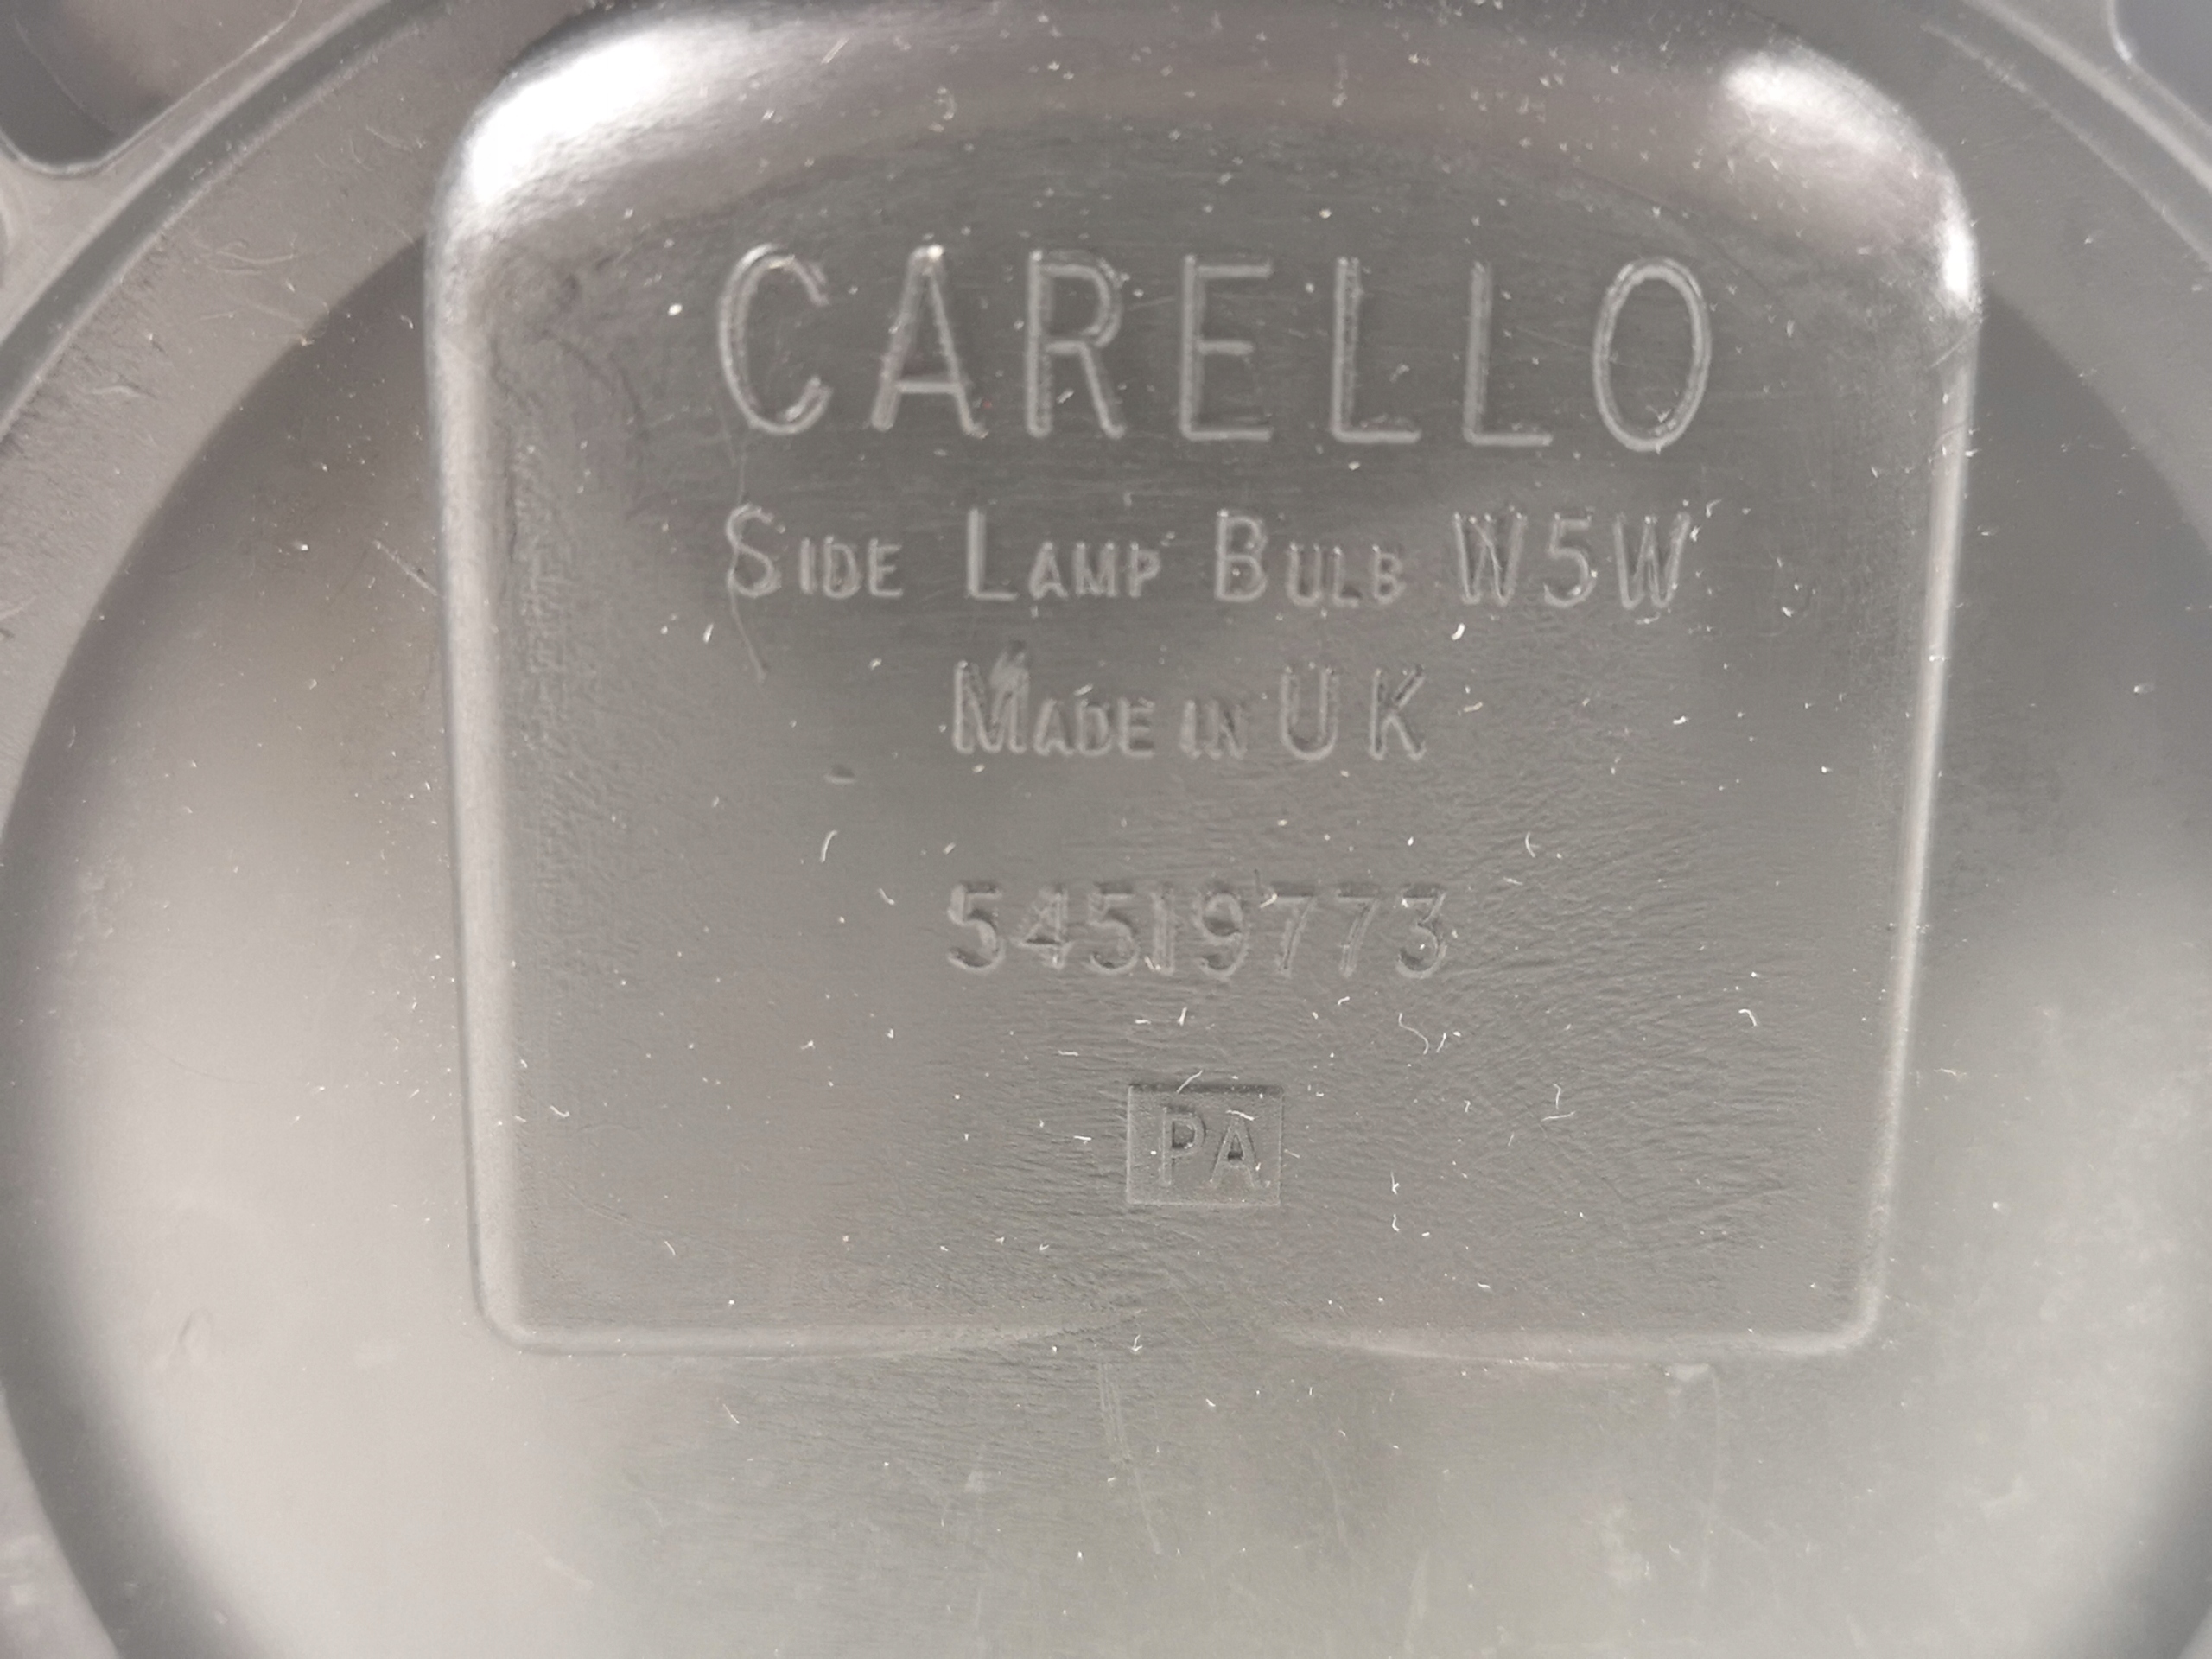 CARELLO
SIDE LAMP BULB W5W
MADE IN UK
54519773
PA